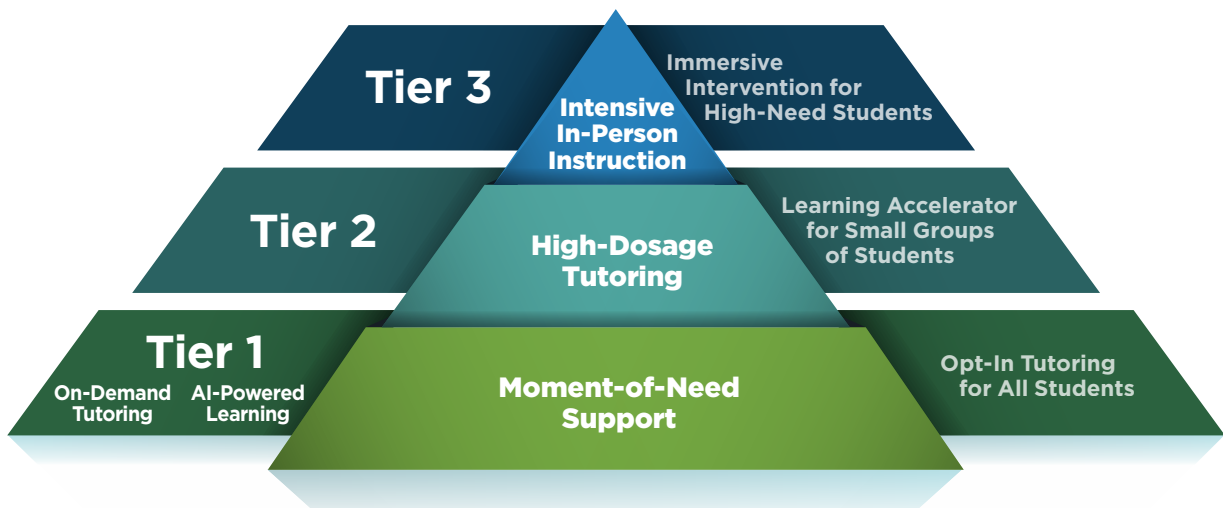 Tier 3
Intensive
In-Person
Instruction
Immersive
Intervention for
High-Need Students
Tier 2
High-Dosage
Tutoring
Learning Accelerator
for Small Groups
of Students
Tier 1
On-Demand
Tutoring
AI-Powered
Learning
Moment-of-Need
Support
Opt-In Tutoring
for All Students